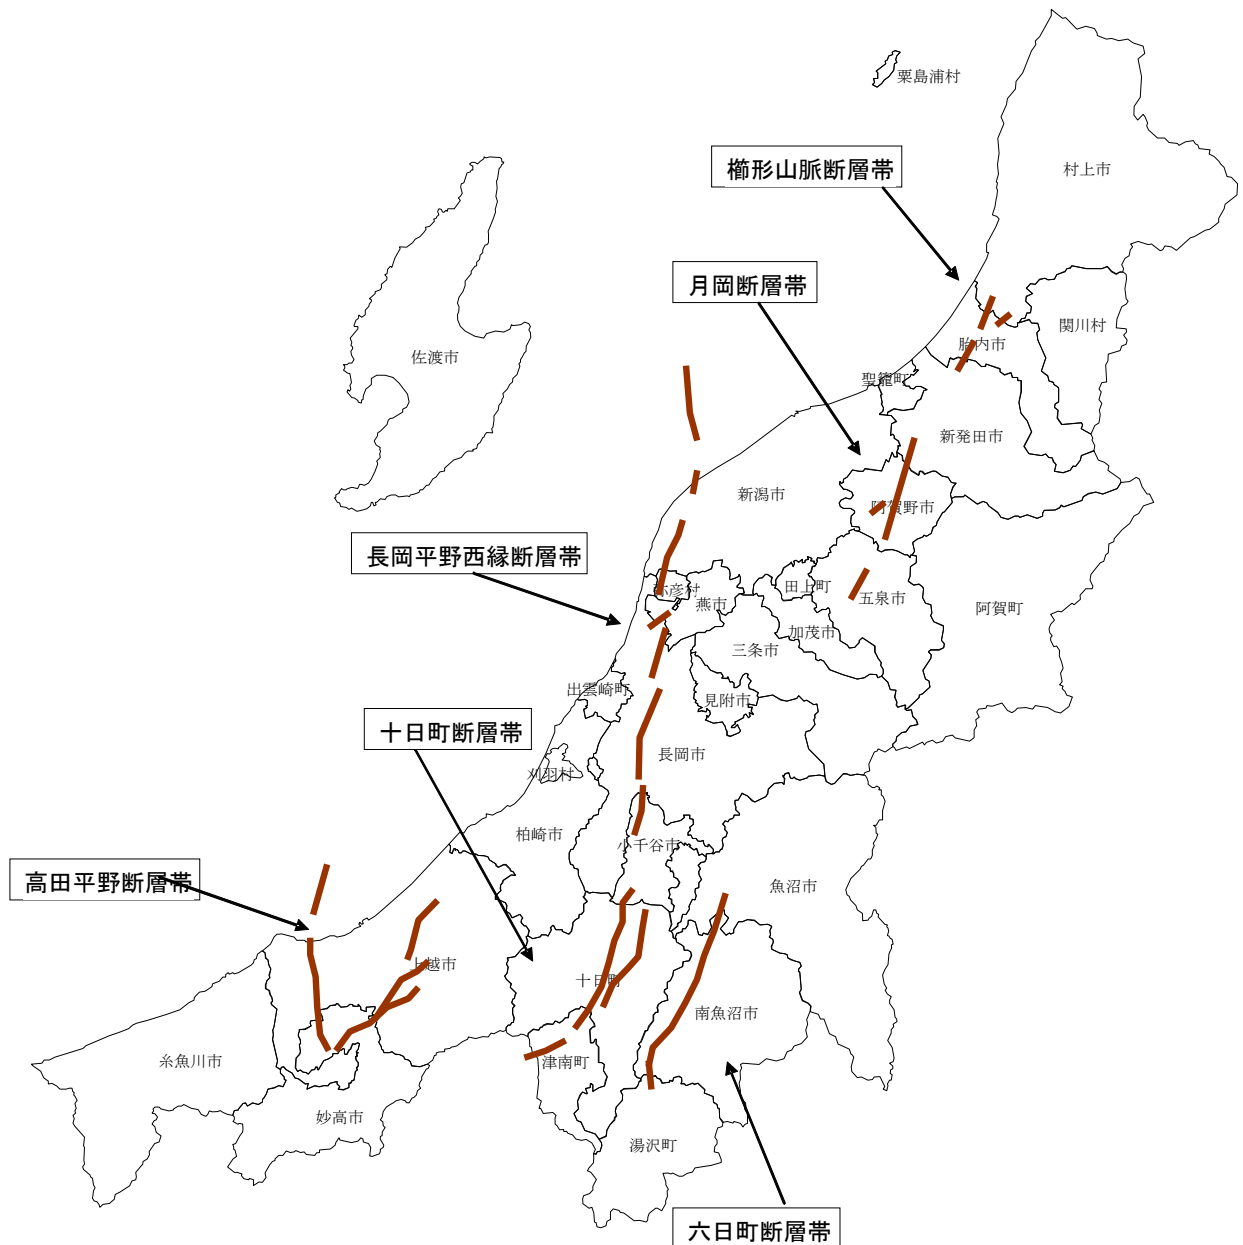 粟島浦村
櫛形山脈断層帯
村上市
月岡断層帯
関川村
胎内市
佐渡市
聖籠町
新発田市
新潟市
阿賀野市
長岡平野西縁断層帯
弥彦村
燕市
田上町
五泉市
阿賀町
加茂市
三条市
出雲崎町
見附市
十日町断層帯
長岡市
刈羽村
柏崎市
小千谷市
高田平野断層帯
魚沼市
上越市
十日町
南魚沼市
糸魚川市
津南町
妙高市
湯沢町
六日町断層帯